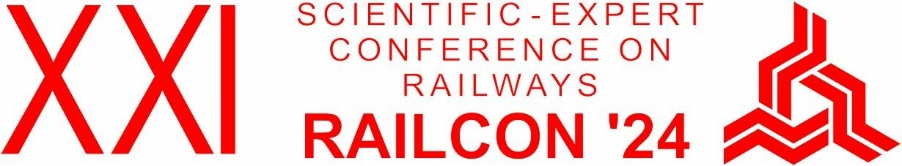 XXI
SCIENTIFIC-EXPERT
CONFERENCE ON
RAILWAYS
RAILCON '24